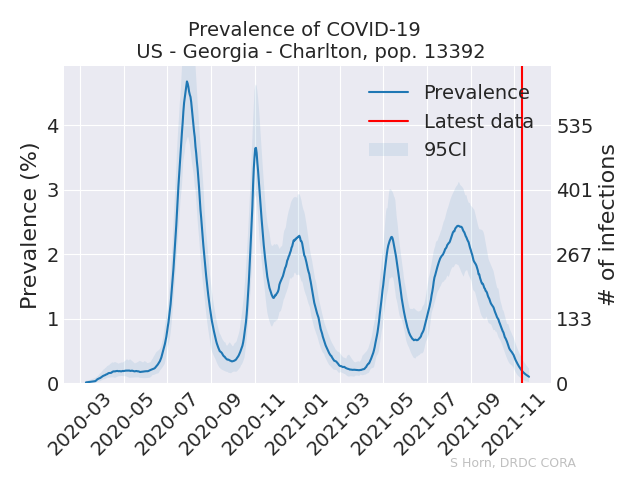 Prevalence of COVID-19
US - Georgia - Charlton, pop. 13392
Prevalence
Latest data
95CI
Prevalence (%)
4
3
2
1
0
535
401
267
133
0
# of infections
2020-03
2020-05
2020-07
2020-09
2020-11
2021-01
2021-03
2021-05
2021-07
2021-09
2021-11
S Horn, DRDC CORA